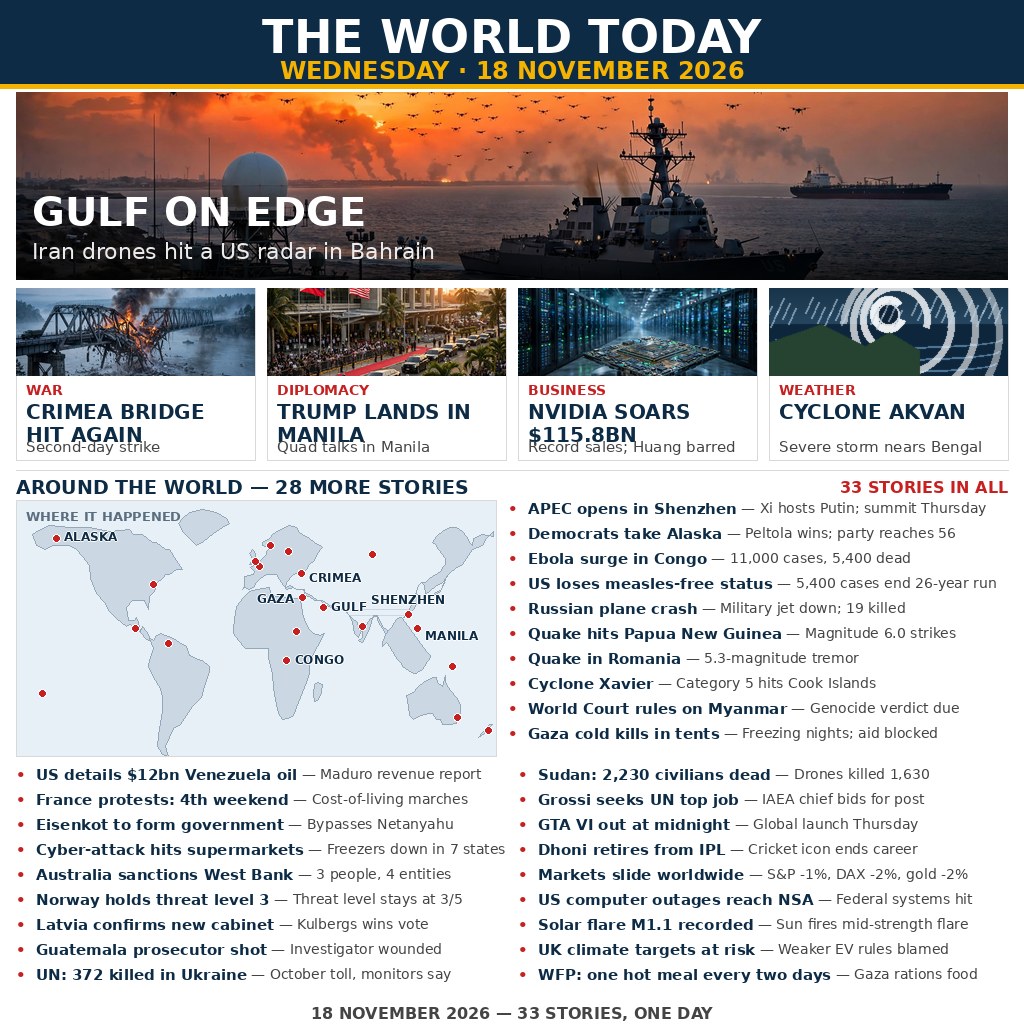 THE WORLD TODAY
WEDNESDAY · 18 NOVEMBER 2026
GULF ON EDGE
Iran drones hit a US radar in Bahrain
WAR
CRIMEA BRIDGE
HIT AGAIN
Second-day strike
DIPLOMACY
TRUMP LANDS IN
MANILA
Quad talks in Manila
BUSINESS
NVIDIA SOARS
$115.8BN
Record sales; Huang barred
WEATHER
CYCLONE AKVAN
Severe storm nears Bengal
AROUND THE WORLD — 28 MORE STORIES
33 STORIES IN ALL
WHERE IT HAPPENED
ALASKA
CRIMEA
GAZA
GULF
SHENZHEN
MANILA
CONGO
• APEC opens in Shenzhen — Xi hosts Putin; summit Thursday
• Democrats take Alaska — Peltola wins; party reaches 56
• Ebola surge in Congo — 11,000 cases, 5,400 dead
• US loses measles-free status — 5,400 cases end 26-year run
• Russian plane crash — Military jet down; 19 killed
• Quake hits Papua New Guinea — Magnitude 6.0 strikes
• Quake in Romania — 5.3-magnitude tremor
• Cyclone Xavier — Category 5 hits Cook Islands
• World Court rules on Myanmar — Genocide verdict due
• Gaza cold kills in tents — Freezing nights; aid blocked
• US details $12bn Venezuela oil — Maduro revenue report
• France protests: 4th weekend — Cost-of-living marches
• Eisenkot to form government — Bypasses Netanyahu
• Cyber-attack hits supermarkets — Freezers down in 7 states
• Australia sanctions West Bank — 3 people, 4 entities
• Norway holds threat level 3 — Threat level stays at 3/5
• Latvia confirms new cabinet — Kulbergs wins vote
• Guatemala prosecutor shot — Investigator wounded
• UN: 372 killed in Ukraine — October toll, monitors say
• Sudan: 2,230 civilians dead — Drones killed 1,630
• Grossi seeks UN top job — IAEA chief bids for post
• GTA VI out at midnight — Global launch Thursday
• Dhoni retires from IPL — Cricket icon ends career
• Markets slide worldwide — S&P -1%, DAX -2%, gold -2%
• US computer outages reach NSA — Federal systems hit
• Solar flare M1.1 recorded — Sun fires mid-strength flare
• UK climate targets at risk — Weaker EV rules blamed
• WFP: one hot meal every two days — Gaza rations food
18 NOVEMBER 2026 — 33 STORIES, ONE DAY